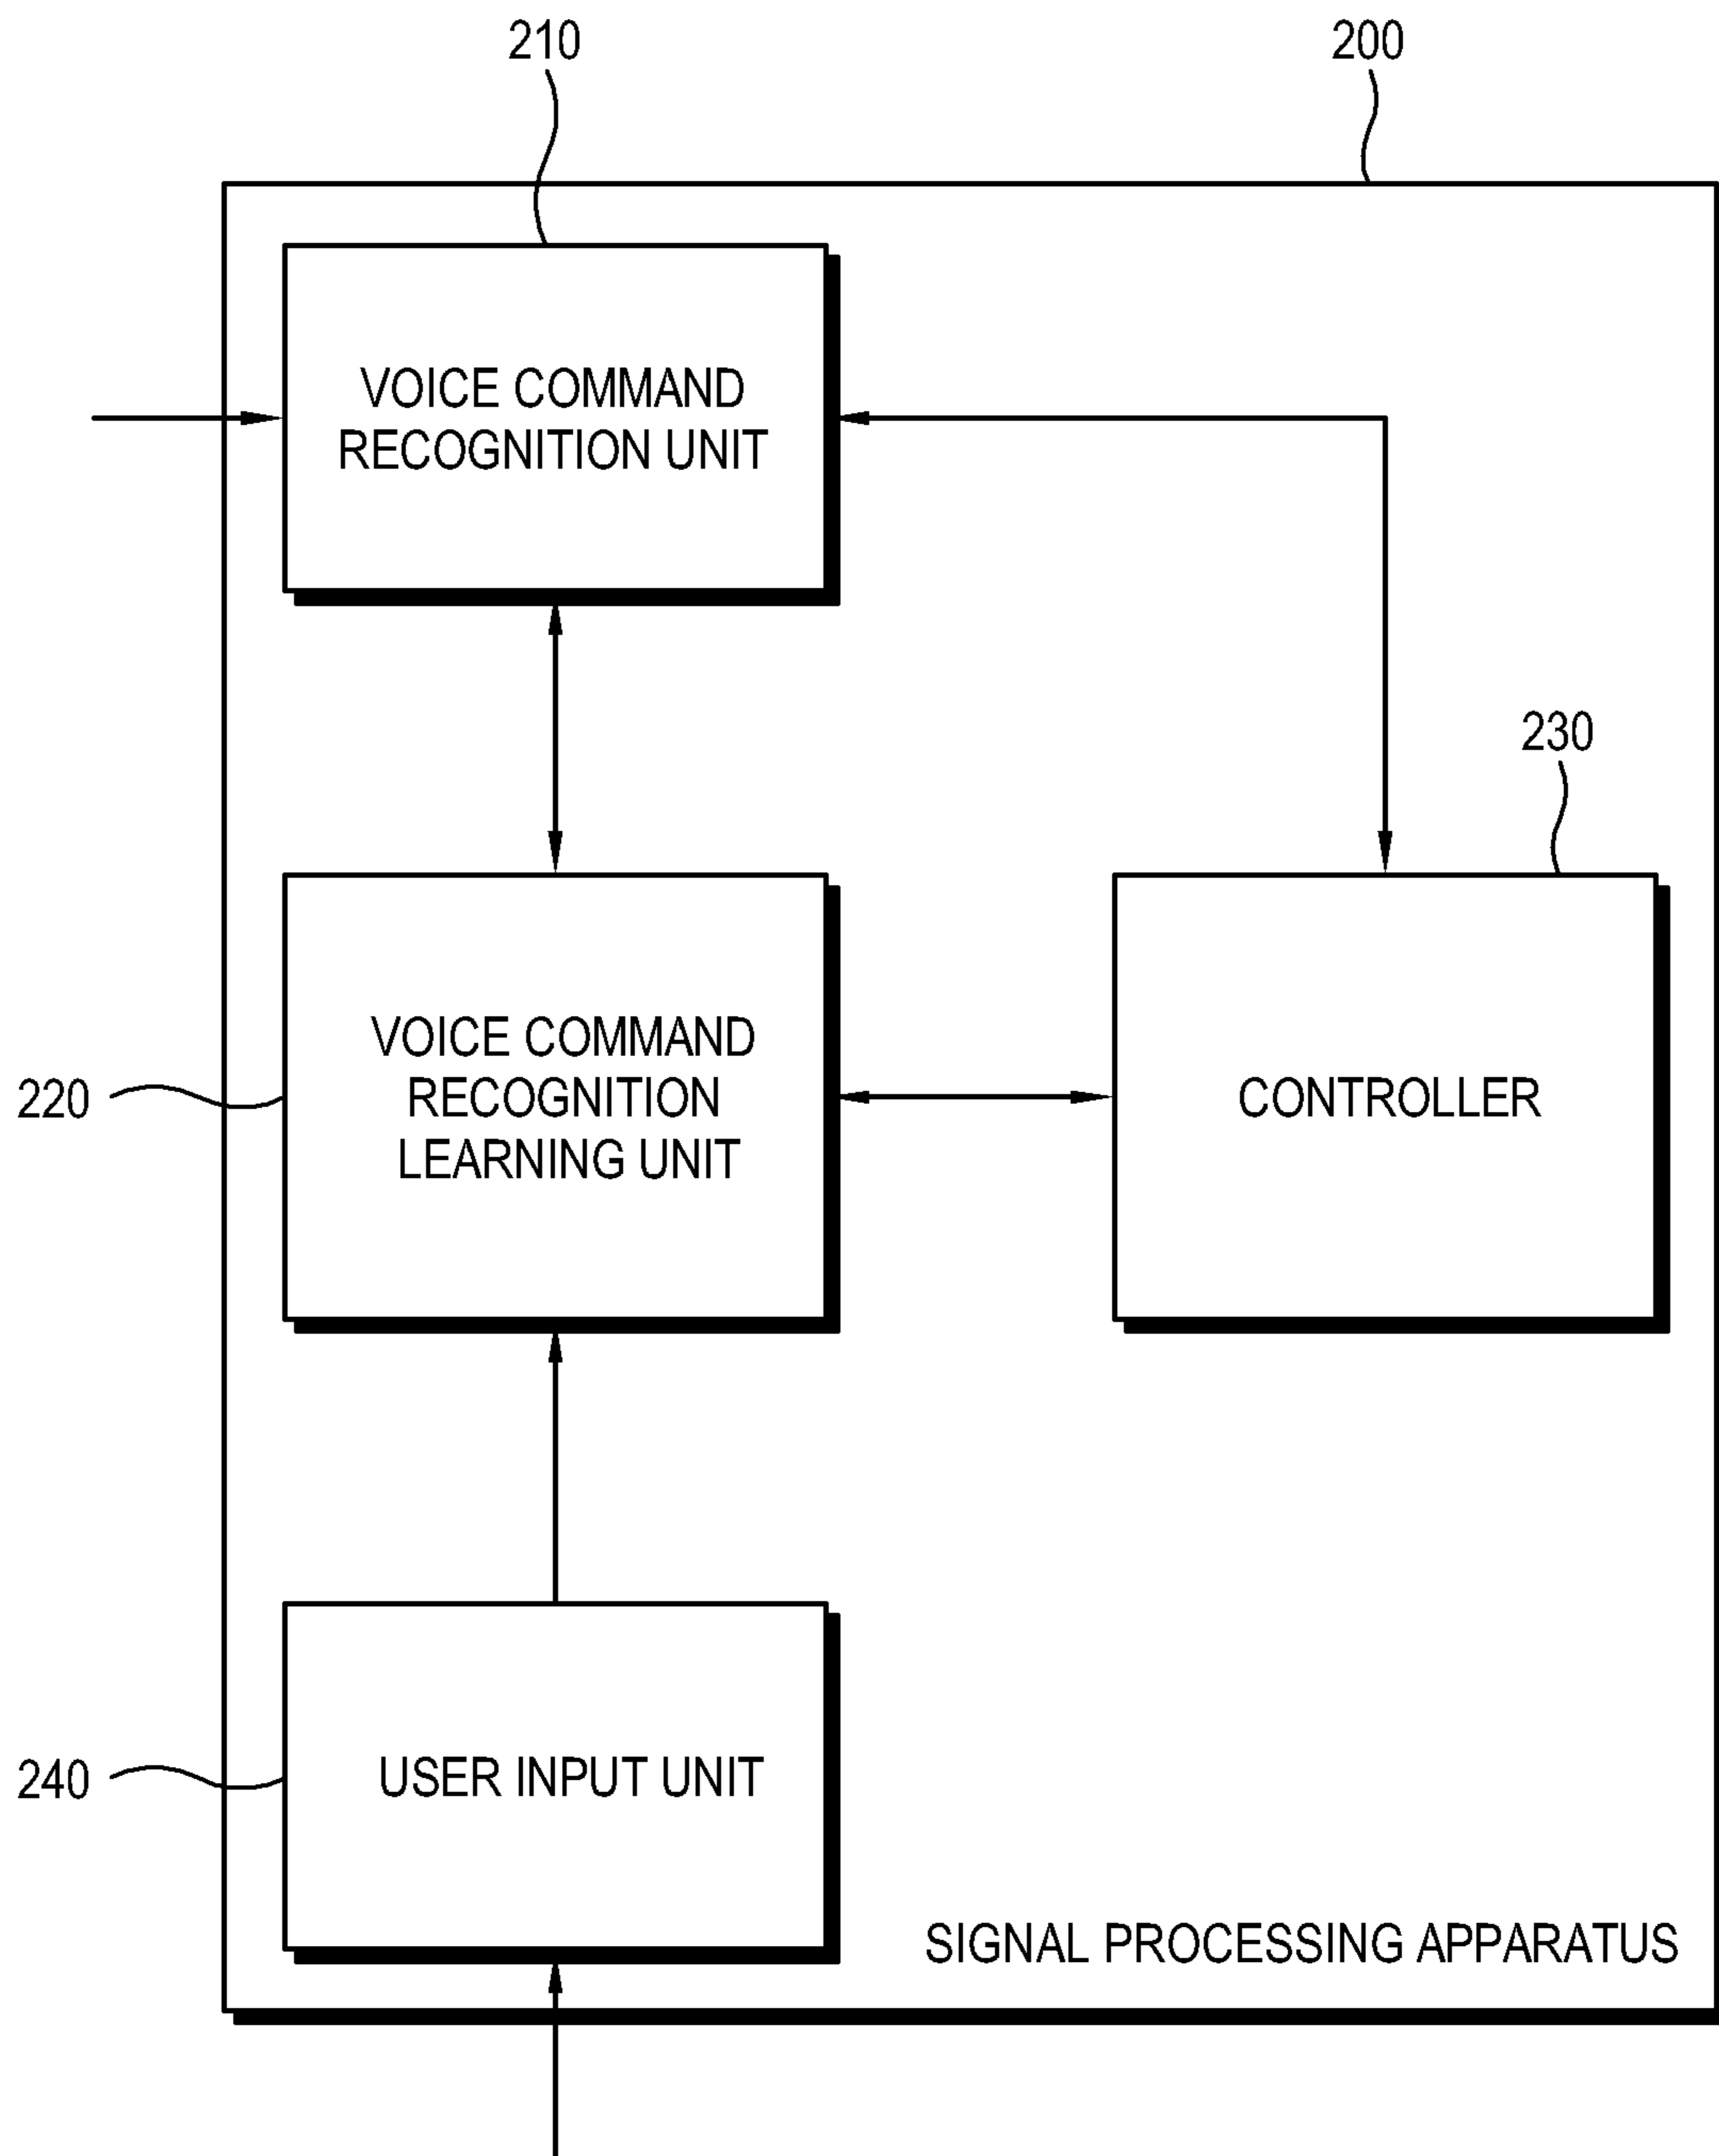 210
200
VOICE COMMAND
RECOGNITION UNIT
230
VOICE COMMAND
RECOGNITION
LEARNING UNIT
220
CONTROLLER
240
USER INPUT UNIT
SIGNAL PROCESSING APPARATUS